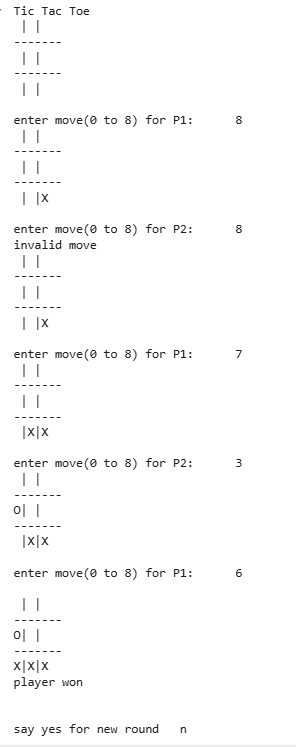 Tic Tac Toe
 | |
-------
 | |
-------
 | |
enter move(0 to 8) for P1:      8
 | |
-------
 | |
-------
 | |X
enter move(0 to 8) for P2:      8
invalid move
 | |
-------
 | |
-------
 | |X
enter move(0 to 8) for P1:      7
 | |
-------
 | |
-------
 |X|X
enter move(0 to 8) for P2:      3
 | |
-------
O| |
-------
 |X|X
enter move(0 to 8) for P1:      6
 | |
-------
O| |
-------
X|X|X
player won
say yes for new round   n